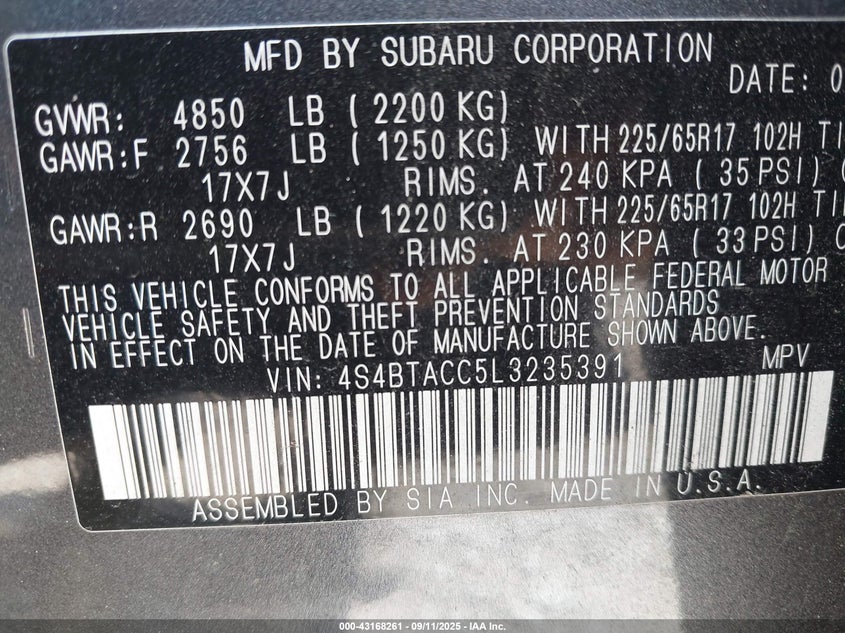 MFD BY SUBARU CORPORATION
DATE: 0
GVWR: 4850 LB ( 2200 KG)
GAWR:F 2756 LB ( 1250 KG) WITH 225/65R17 102H TI
17X7J RIMS. AT 240 KPA ( 35 PSI) C
GAWR:R 2690 LB ( 1220 KG) WITH 225/65R17 102H TI
17X7J RIMS. AT 230 KPA ( 33 PSI) C
THIS VEHICLE CONFORMS TO ALL APPLICABLE FEDERAL MOTOR
VEHICLE SAFETY AND THEFT PREVENTION STANDARDS
IN EFFECT ON THE DATE OF MANUFACTURE SHOWN ABOVE.
VIN: 4S4BTACC5L3235391 MPV
ASSEMBLED BY SIA INC. MADE IN U.S.A.
000-43168261 - 09/11/2025 - IAA Inc.